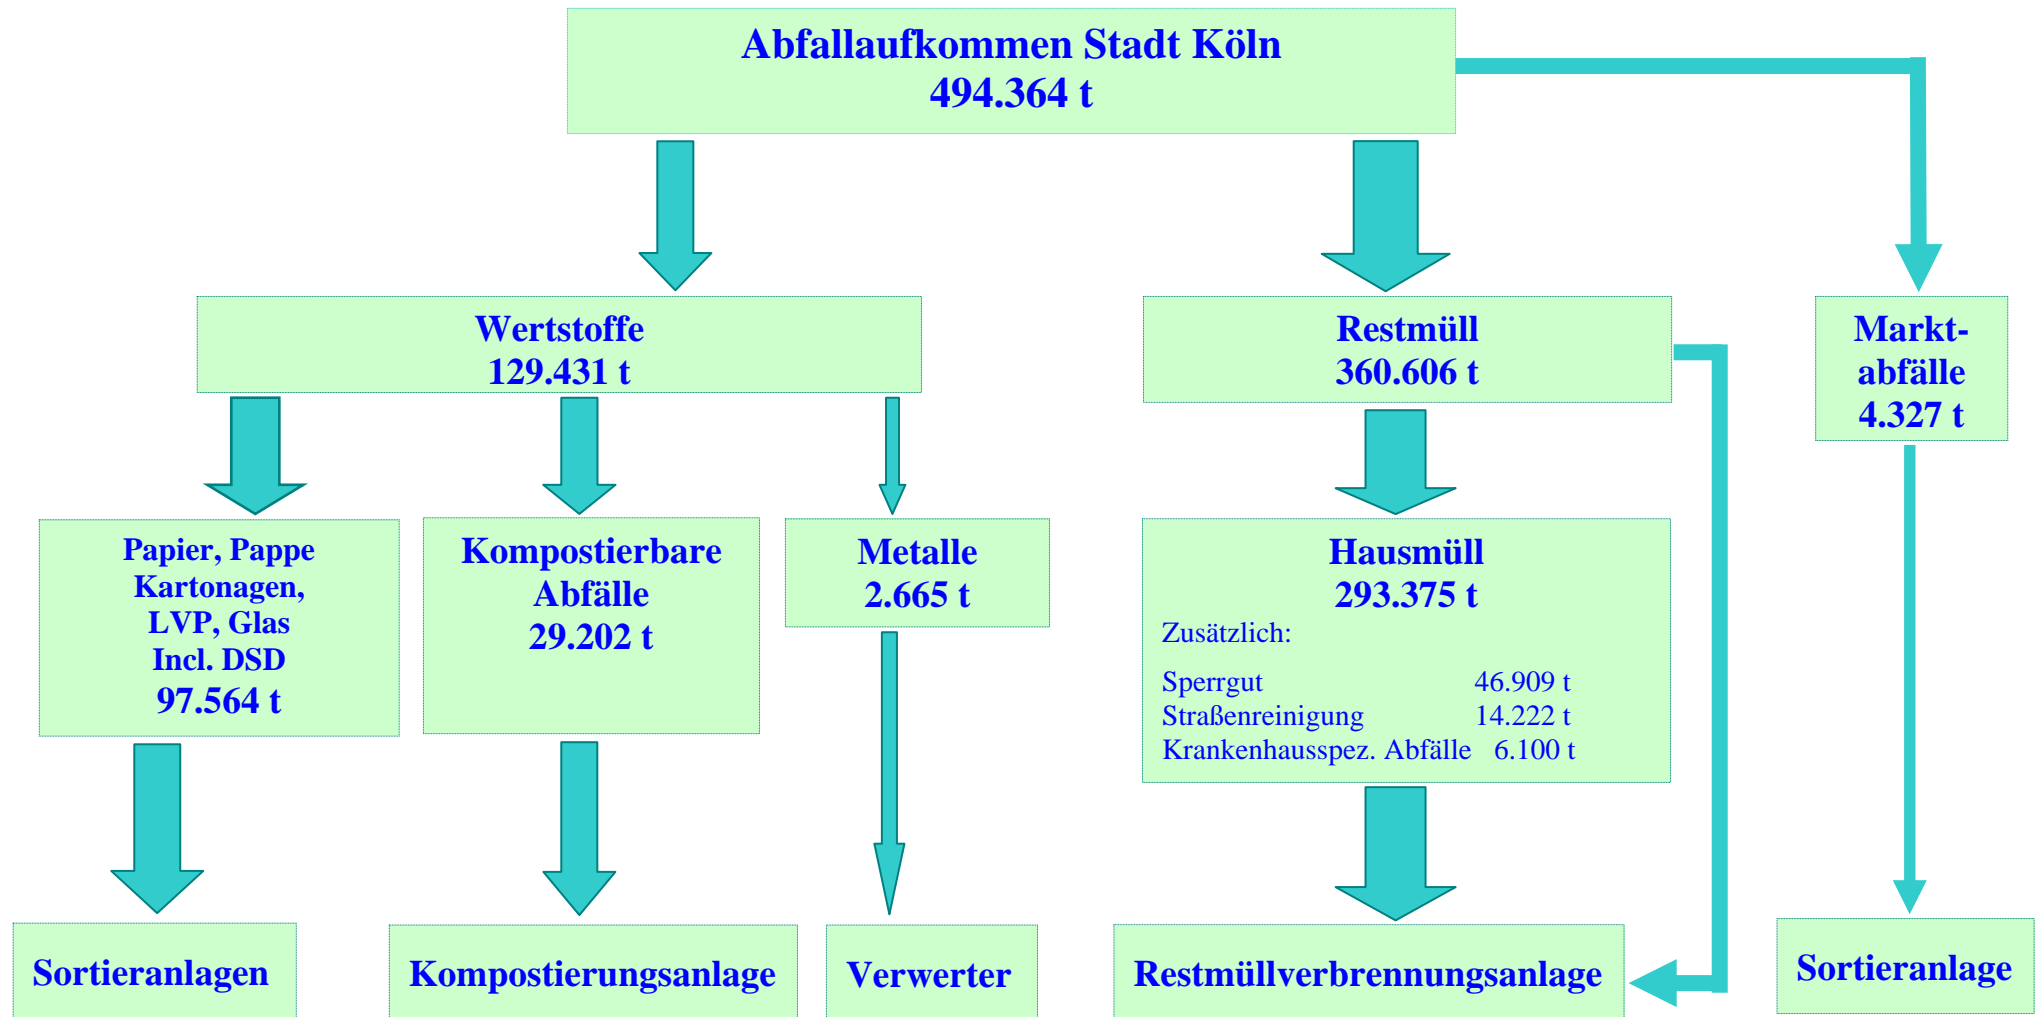 Abfallaufkommen Stadt Köln
494.364 t
Wertstoffe
129.431 t
Restmüll
360.606 t
Markt-
abfälle
4.327 t
Papier, Pappe
Kartonagen,
LVP, Glas
Incl. DSD
97.564 t
Kompostierbare
Abfälle
29.202 t
Metalle
2.665 t
Hausmüll
293.375 t
Zusätzlich:
Sperrgut 46.909 t
Straßenreinigung 14.222 t
Krankenhausspez. Abfälle 6.100 t
Sortieranlagen
Kompostierungsanlage
Verwerter
Restmüllverbrennungsanlage
Sortieranlage